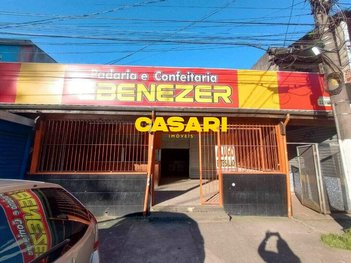 Padaria e Confeitaria
EBENEZER
CASARI
IMÓVEIS